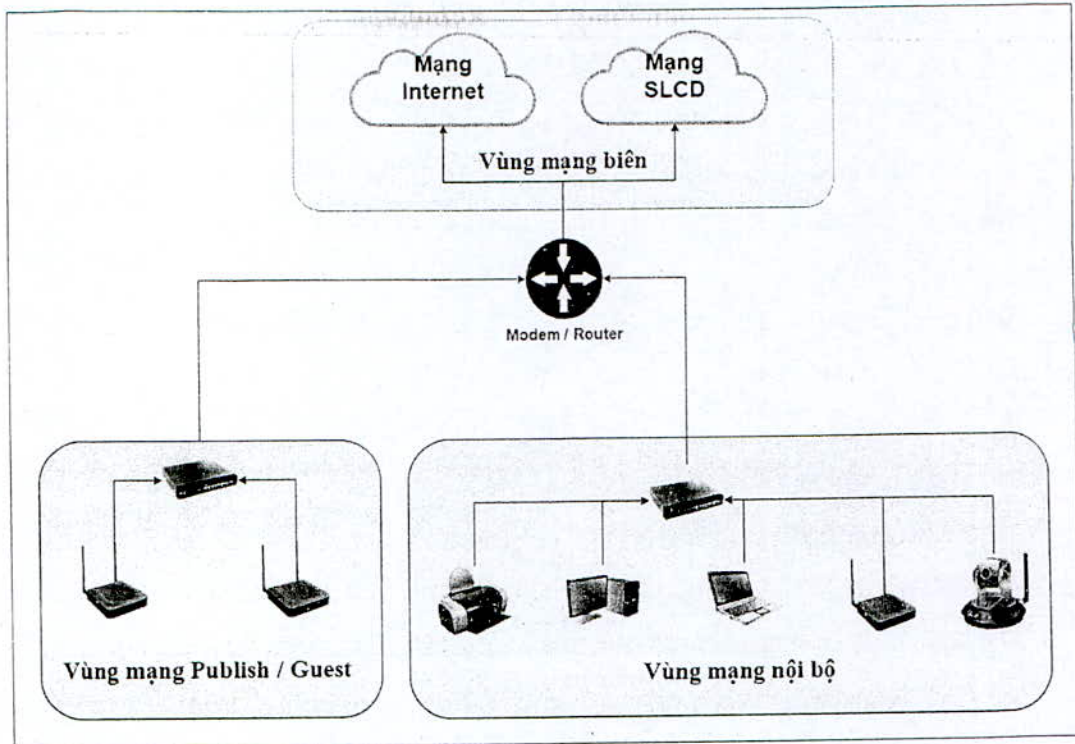 Mạng
Internet
Mạng
SLCD
Vùng mạng biên
Modem / Router
Vùng mạng Publish / Guest
Vùng mạng nội bộ